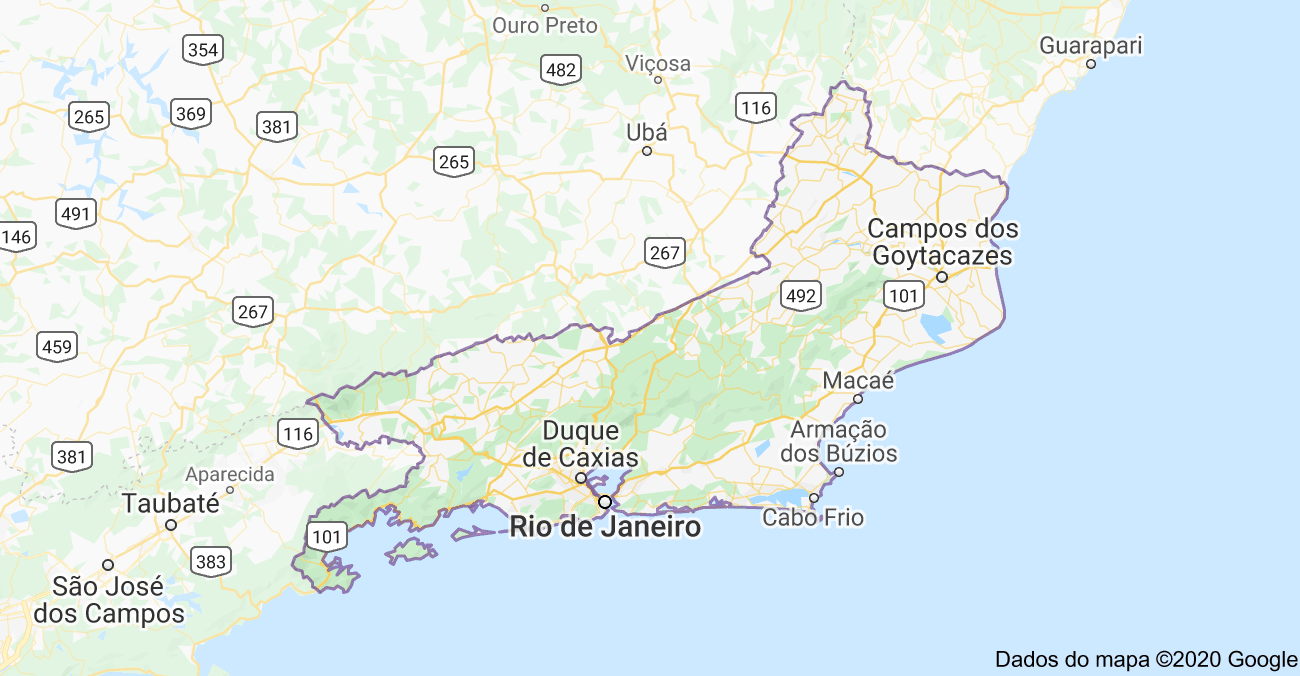 Ouro Preto
Guarapari
354
482
Viçosa
116
265
369
381
Ubá
265
491
146
Campos dos
Goytacazes
267
492
101
267
459
Macaé
116
Duque
de Caxias
Armação
dos Búzios
381
Aparecida
Taubaté
Cabo Frio
Rio de Janeiro
101
383
São José
dos Campos
Dados do mapa ©2020 Google